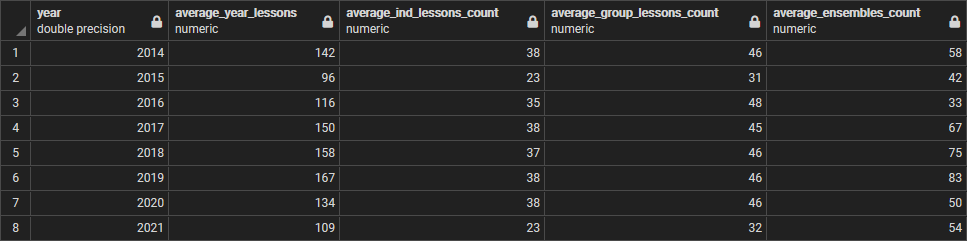 year average_year_lessons average_ind_lessons_count average_group_lessons_count average_ensembles_count
double precision numeric numeric numeric numeric
1 2014 142 38 46 58
2 2015 96 23 31 42
3 2016 116 35 48 33
4 2017 150 38 45 67
5 2018 158 37 46 75
6 2019 167 38 46 83
7 2020 134 38 46 50
8 2021 109 23 32 54